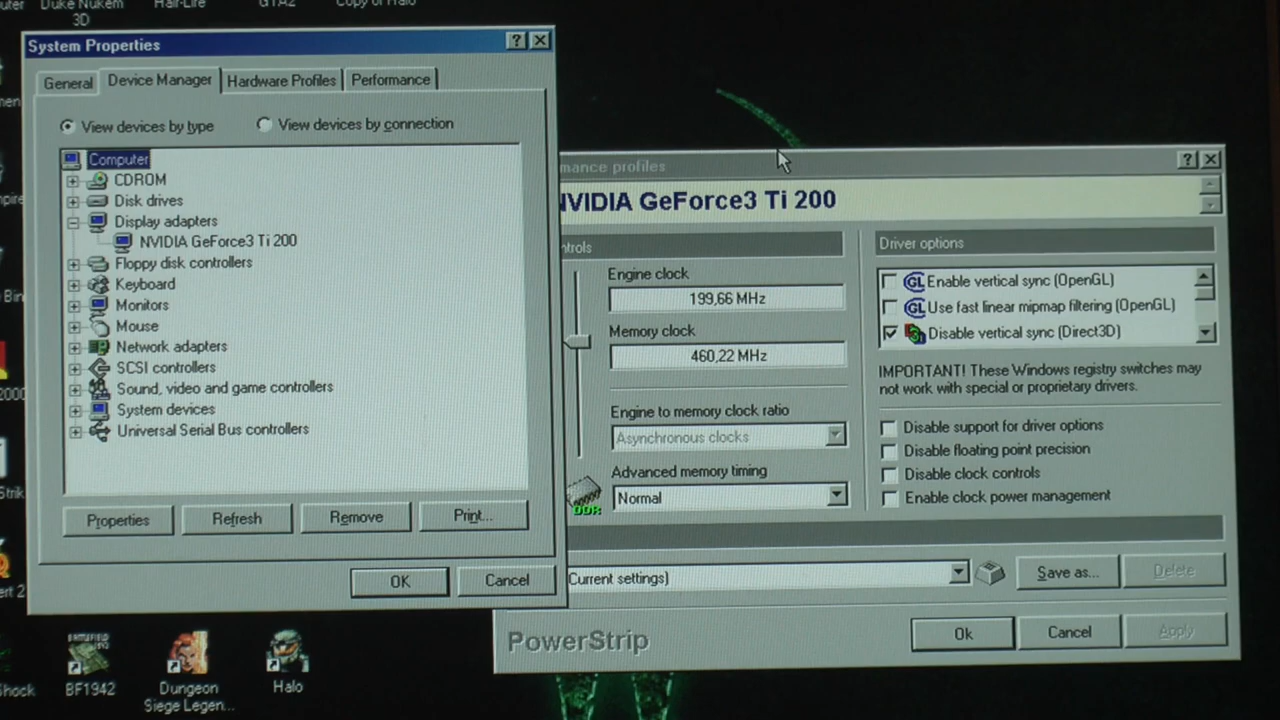 Duke Nukem
3D
Half-Life
GTA2
Copy of Halo
System Properties
General
Device Manager
Hardware Profiles
Performance
View devices by type
View devices by connection
Computer
CDROM
Disk drives
Display adapters
NVIDIA GeForce3 Ti 200
Floppy disk controllers
Keyboard
Monitors
Mouse
Network adapters
SCSI controllers
Sound, video and game controllers
System devices
Universal Serial Bus controllers
Properties
Refresh
Remove
Print...
OK
Cancel
mance profiles
NVIDIA GeForce3 Ti 200
trols
Engine clock
199,66 MHz
Memory clock
460,22 MHz
Engine to memory clock ratio
Asynchronous clocks
Advanced memory timing
Normal
DDR
Driver options
GL Enable vertical sync (OpenGL)
GL Use fast linear mipmap filtering (OpenGL)
Disable vertical sync (Direct3D)
IMPORTANT! These Windows registry switches may
not work with special or proprietary drivers.
Disable support for driver options
Disable floating point precision
Disable clock controls
Enable clock power management
Current settings)
Save as...
Delete
PowerStrip
Ok
Cancel
Apply
BF1942
Dungeon
Siege Legen...
Halo